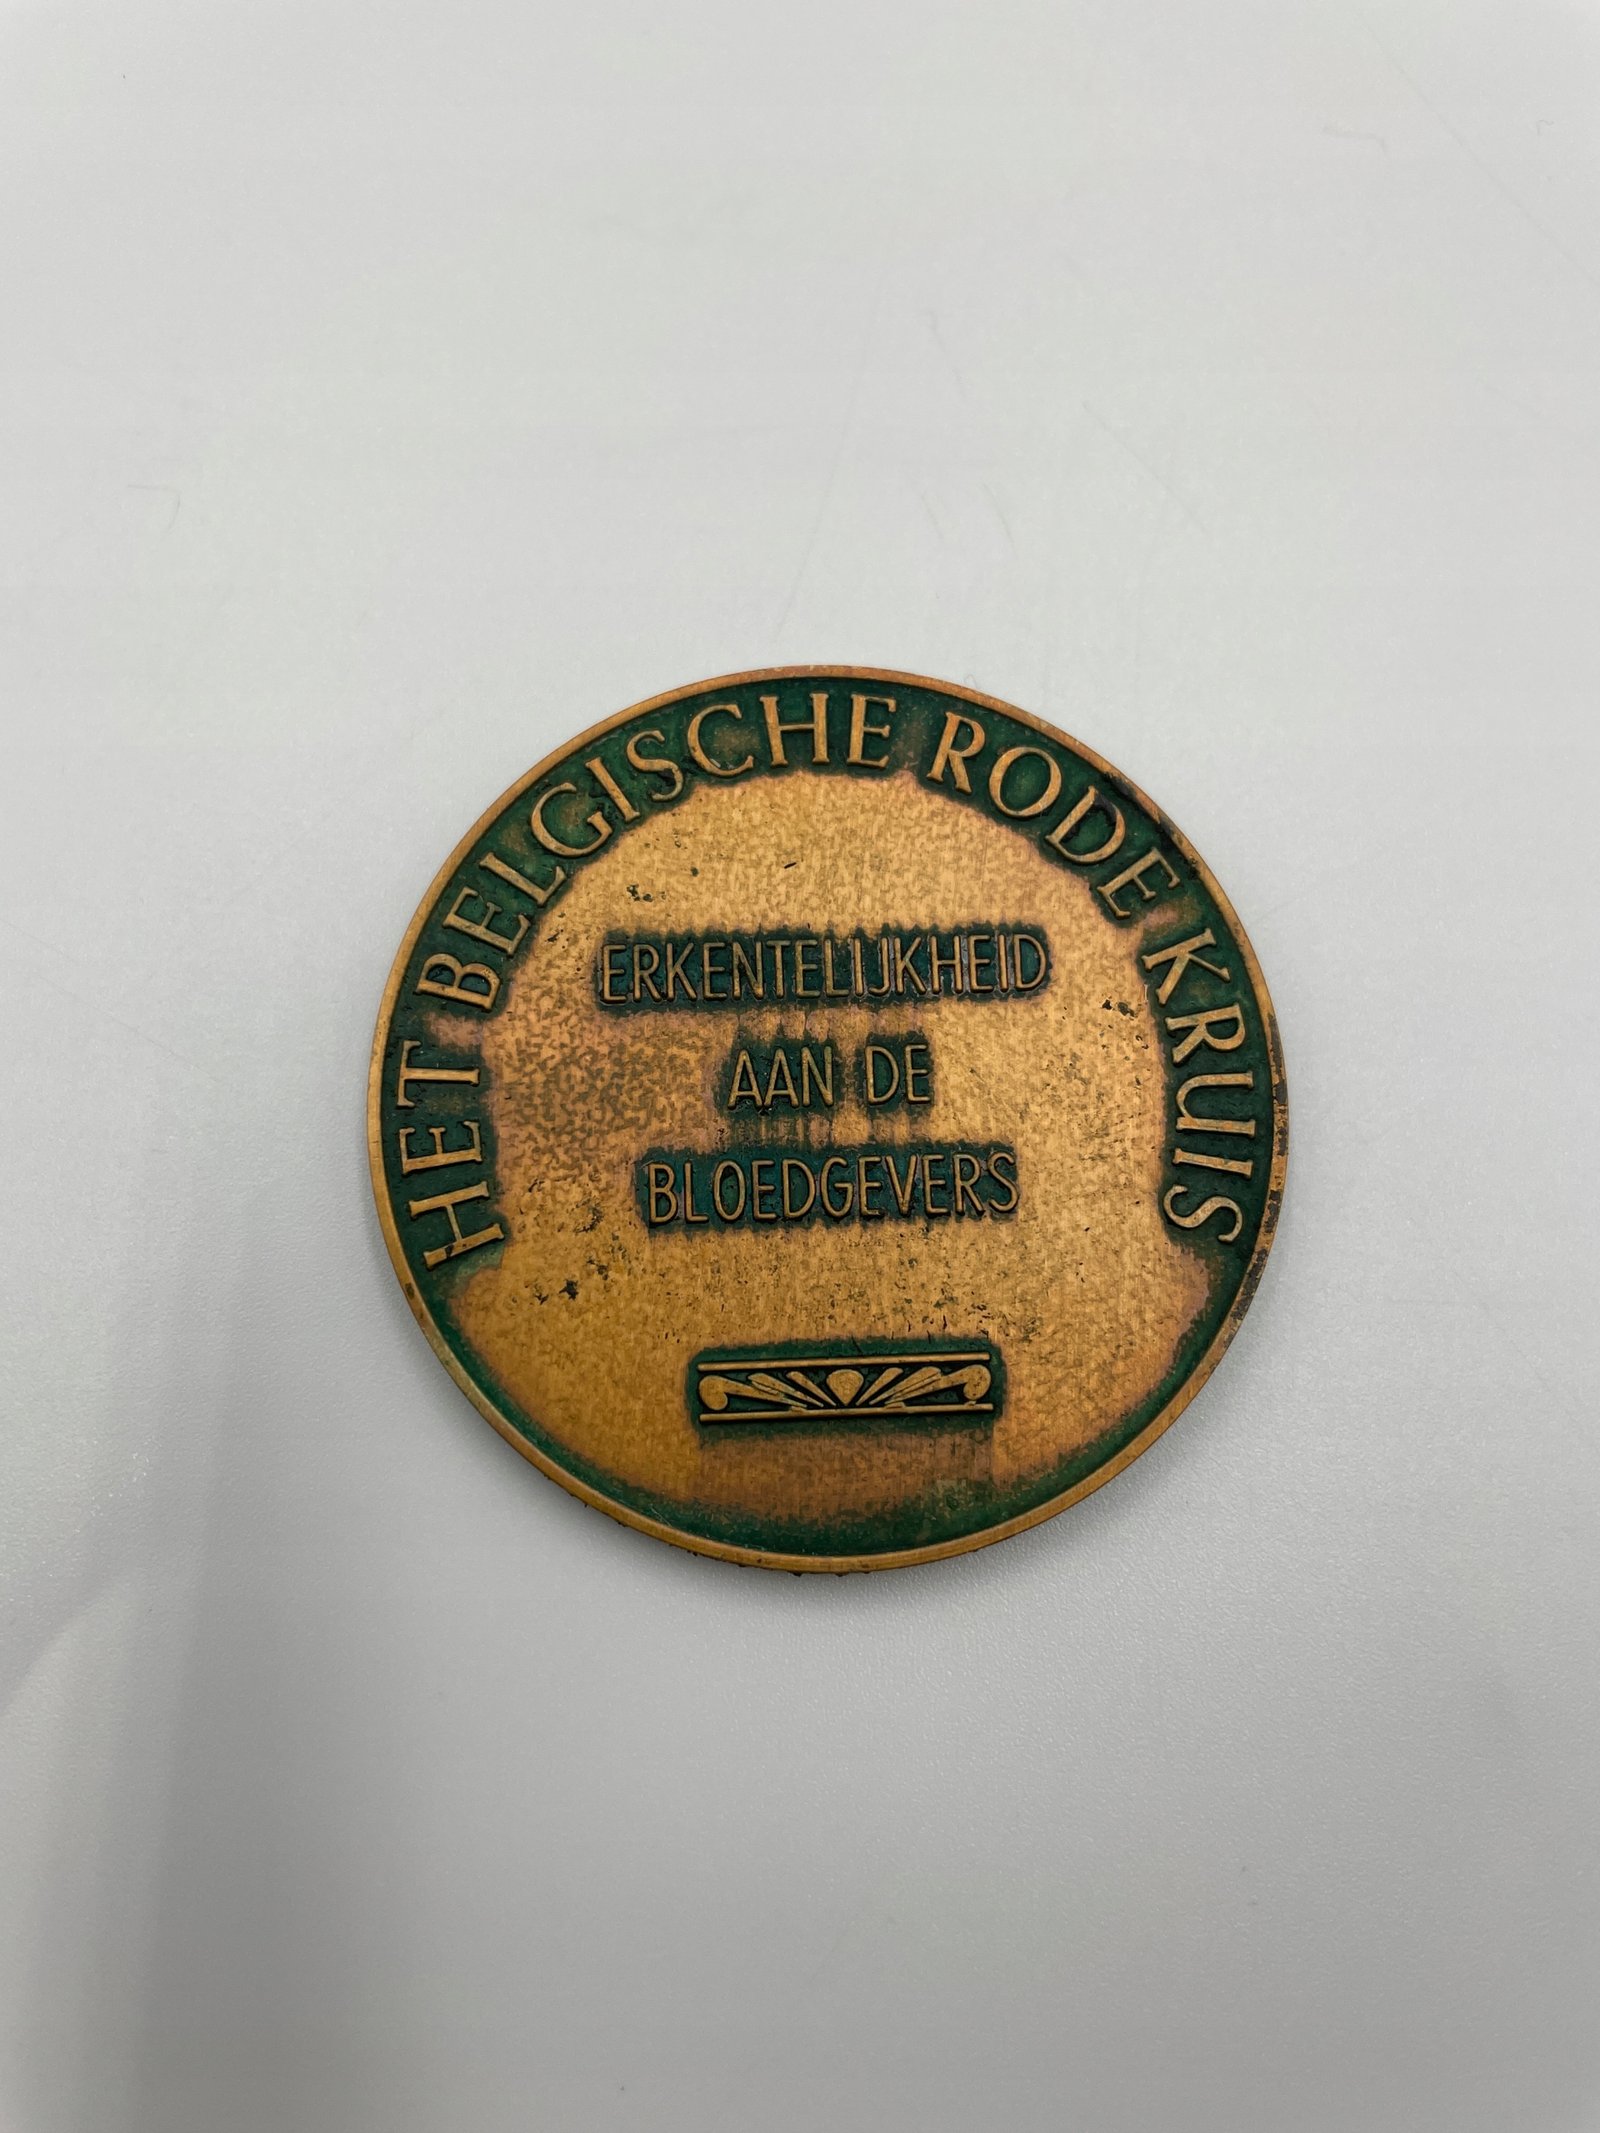 HET BELGISCHE RODE KRUIS
ERKENTELIJKHEID
AAN DE
BLOEDGEVERS